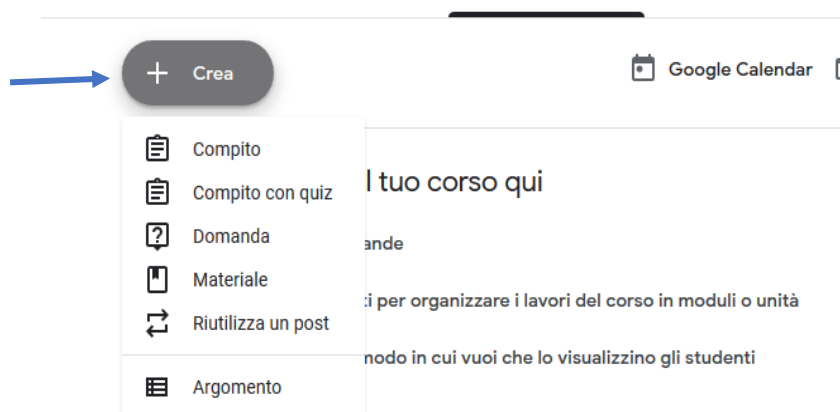 + Crea
Google Calendar
Compito
Compito con quiz
l tuo corso qui
Domanda
ande
Materiale
ti per organizzare i lavori del corso in moduli o unità
Riutilizza un post
modo in cui vuoi che lo visualizzino gli studenti
Argomento